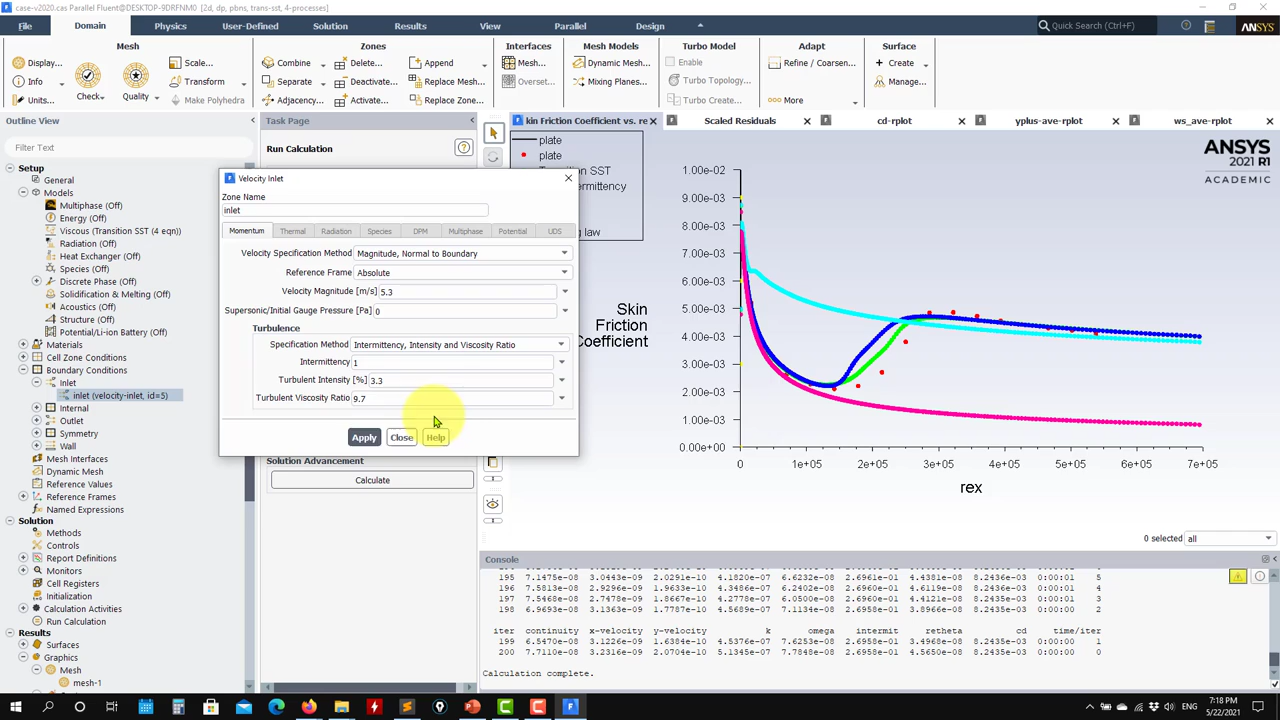 case-v2020.cas Parallel Fluent@DESKTOP-9DRFNM0 [2d, dp, pbns, trans-sst, 4-processes]
File Domain Physics User-Defined Solution Results View Parallel Design Quick Search (Ctrl+F) ANSYS
Mesh Zones Interfaces Mesh Models Turbo Model Adapt Surface
Display... Scale... Combine Delete... Append Mesh... Dynamic Mesh... Enable Refine / Coarsen... Create
Info Transform Separate Deactivate... Replace Mesh... Overset... Mixing Planes... Turbo Topology... Manage...
Units... Check Quality Make Polyhedra Adjacency... Activate... Replace Zone... Turbo Create... More
Outline View
Filter Text
Setup
General
Models
Multiphase (Off)
Energy (Off)
Viscous (Transition SST (4 eqn))
Radiation (Off)
Heat Exchanger (Off)
Species (Off)
Discrete Phase (Off)
Solidification & Melting (Off)
Acoustics (Off)
Structure (Off)
Potential/Li-ion Battery (Off)
Materials
Cell Zone Conditions
Boundary Conditions
Inlet
inlet (velocity-inlet, id=5)
Internal
Outlet
Symmetry
Wall
Mesh Interfaces
Dynamic Mesh
Reference Values
Reference Frames
Named Expressions
Solution
Methods
Controls
Report Definitions
Monitors
Cell Registers
Initialization
Calculation Activities
Run Calculation
Results
Surfaces
Graphics
Mesh
mesh-1
Task Page
Run Calculation
Velocity Inlet
Zone Name
inlet
Momentum Thermal Radiation Species DPM Multiphase Potential UDS
Velocity Specification Method Magnitude, Normal to Boundary
Reference Frame Absolute
Velocity Magnitude [m/s] 5.3
Supersonic/Initial Gauge Pressure [Pa] 0
Turbulence
Specification Method Intermittency, Intensity and Viscosity Ratio
Intermittency 1
Turbulent Intensity [%] 3.3
Turbulent Viscosity Ratio 9.7
Apply Close Help
Solution Advancement
Calculate
kin Friction Coefficient vs. re Scaled Residuals cd-rplot yplus-ave-rplot ws_ave-rplot
plate
plate
SST
ermittency
ng law
ANSYS
2021 R1
ACADEMIC
1.00e-02
9.00e-03
8.00e-03
7.00e-03
6.00e-03
5.00e-03
4.00e-03
3.00e-03
2.00e-03
1.00e-03
0.00e+00
Skin
Friction
Coefficient
0 1e+05 2e+05 3e+05 4e+05 5e+05 6e+05 7e+05
rex
0 selected all
Console
195 7.1475e-08 3.0443e-09 2.0291e-10 4.1820e-07 6.6232e-08 2.6961e-01 4.4381e-08 8.2436e-03 0:00:01 5
196 7.5013e-08 2.9296e-09 1.9633e-10 4.3486e-07 6.2402e-08 2.6960e-01 4.6119e-08 8.2436e-03 0:00:01 4
197 7.5467e-08 2.7478e-09 1.8667e-10 4.2778e-07 6.0500e-08 2.6959e-01 4.4121e-08 8.2436e-03 0:00:01 3
198 6.9693e-08 3.1367e-09 1.7787e-10 4.5689e-07 7.1134e-08 2.6958e-01 3.8966e-08 8.2436e-03 0:00:00 2
iter continuity x-velocity y-velocity k omega intermit retheta cd time/iter
199 6.5470e-08 3.1226e-09 1.6384e-10 4.5376e-07 7.6253e-08 2.6958e-01 3.4968e-08 8.2435e-03 0:00:00 1
200 7.7110e-08 3.2316e-09 2.0704e-10 5.1345e-07 7.7848e-08 2.6958e-01 4.5650e-08 8.2436e-03 0:00:00 0
Calculation complete.
ENG 7:18 PM
5/22/2021